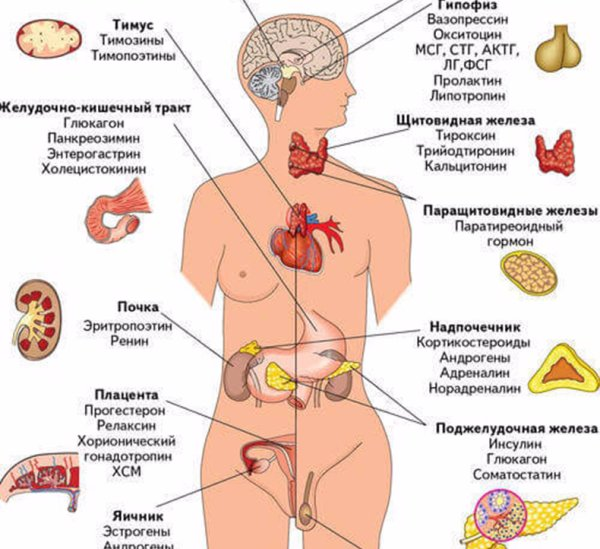 Тимус
Тимозины
Тимопоэтины
Желудочно-кишечный тракт
Глюкагон
Панкреозимин
Энтерогастрин
Холецистокинин
Почка
Эритропоэтин
Ренин
Плацента
Прогестерон
Релаксин
Хорионический
гонадотропин
ХСМ
Яичник
Эстрогены
Андрогены
Гипофиз
Вазопрессин
Окситоцин
МСГ, СТГ, АКТГ,
ЛГ,ФСГ
Пролактин
Липотропин
Щитовидная железа
Тироксин
Трийодтиронин
Кальцитонин
Паращитовидные железы
Паратиреоидный
гормон
Надпочечник
Кортикостероиды
Андрогены
Адреналин
Норадреналин
Поджелудочная железа
Инсулин
Глюкагон
Соматостатин